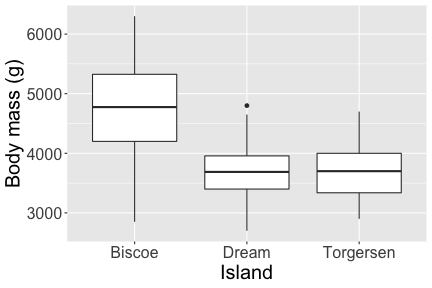 Body mass (g)
6000
5000
4000
3000
Biscoe Dream Torgersen
Island